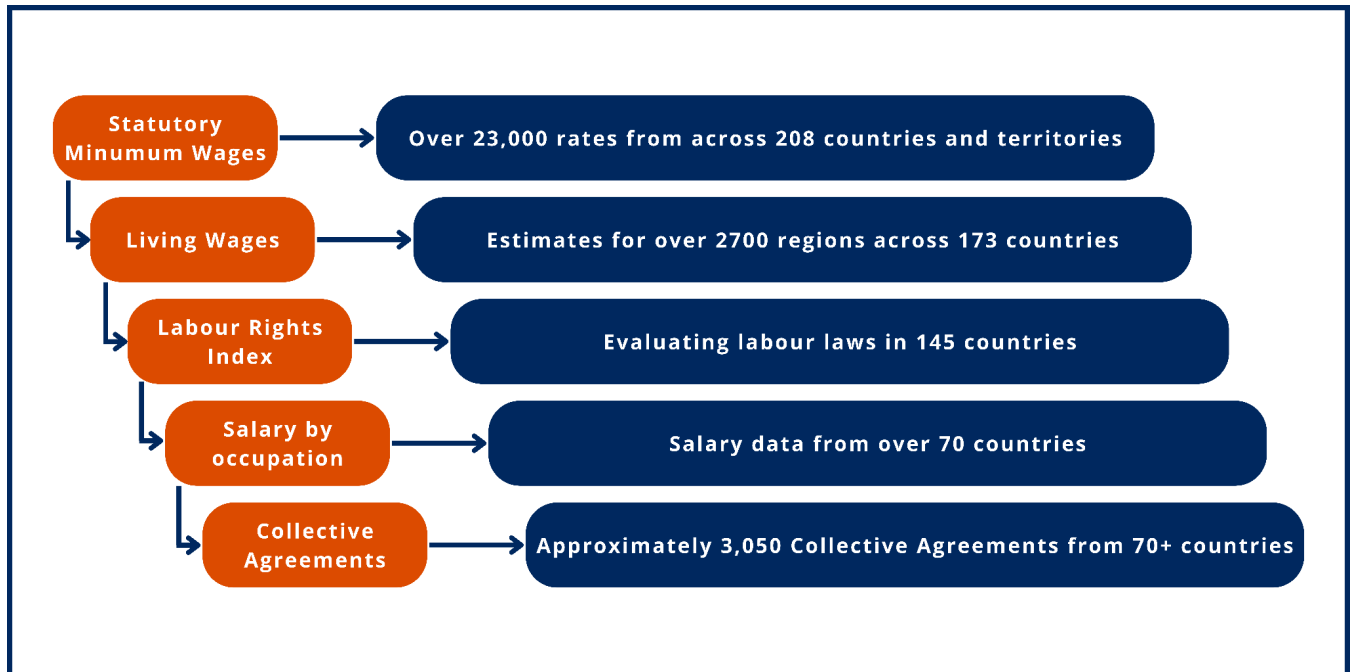 Statutory
Minumum Wages
Over 23,000 rates from across 208 countries and territories
Living Wages
Estimates for over 2700 regions across 173 countries
Labour Rights
Index
Evaluating labour laws in 145 countries
Salary by
occupation
Salary data from over 70 countries
Collective
Agreements
Approximately 3,050 Collective Agreements from 70+ countries